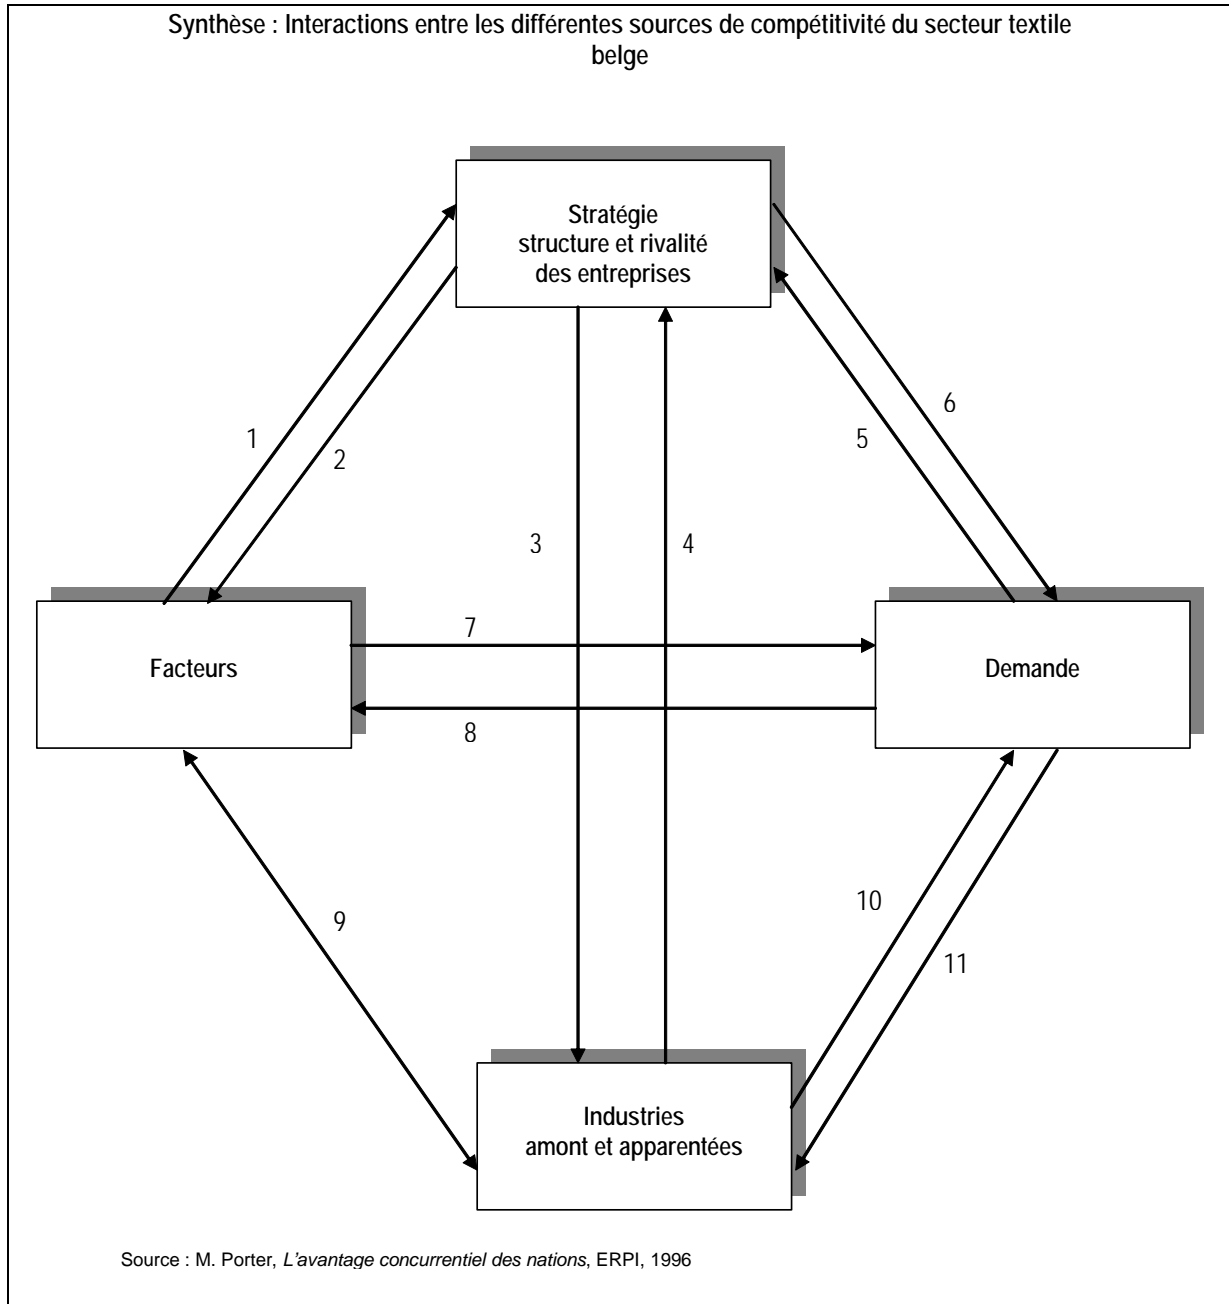 Synthèse : Interactions entre les différentes sources de compétitivité du secteur textile
belge
Stratégie
structure et rivalité
des entreprises
1
2
3
4
5
6
Facteurs
7
8
Demande
9
10
11
Industries
amont et apparentées
Source : M. Porter, L'avantage concurrentiel des nations, ERPI, 1996